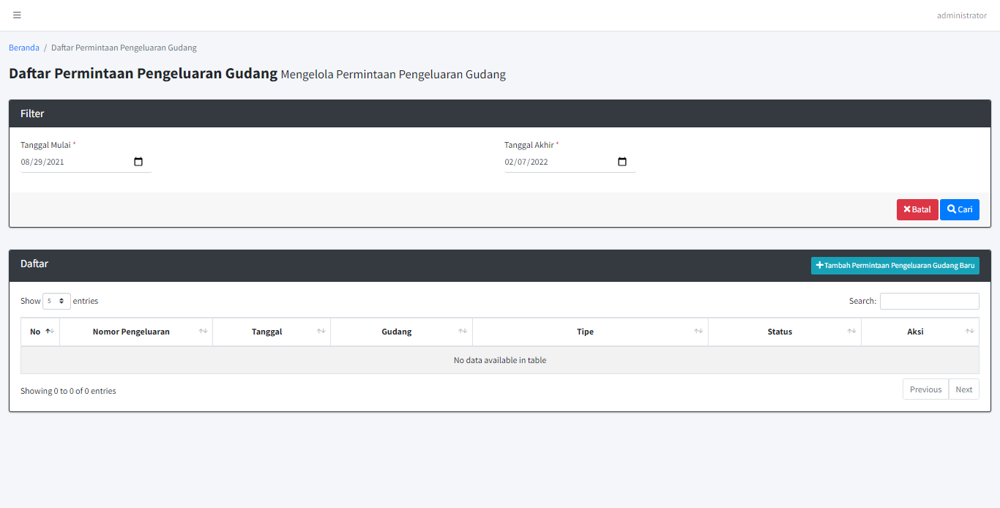 administrator
Beranda / Daftar Permintaan Pengeluaran Gudang
Daftar Permintaan Pengeluaran Gudang Mengelola Permintaan Pengeluaran Gudang
Filter
Tanggal Mulai * Tanggal Akhir *
08/29/2021 02/07/2022
Batal Cari
Daftar Tambah Permintaan Pengeluaran Gudang Baru
Show 5 entries Search:
No Nomor Pengeluaran Tanggal Gudang Tipe Status Aksi
No data available in table
Showing 0 to 0 of 0 entries Previous Next